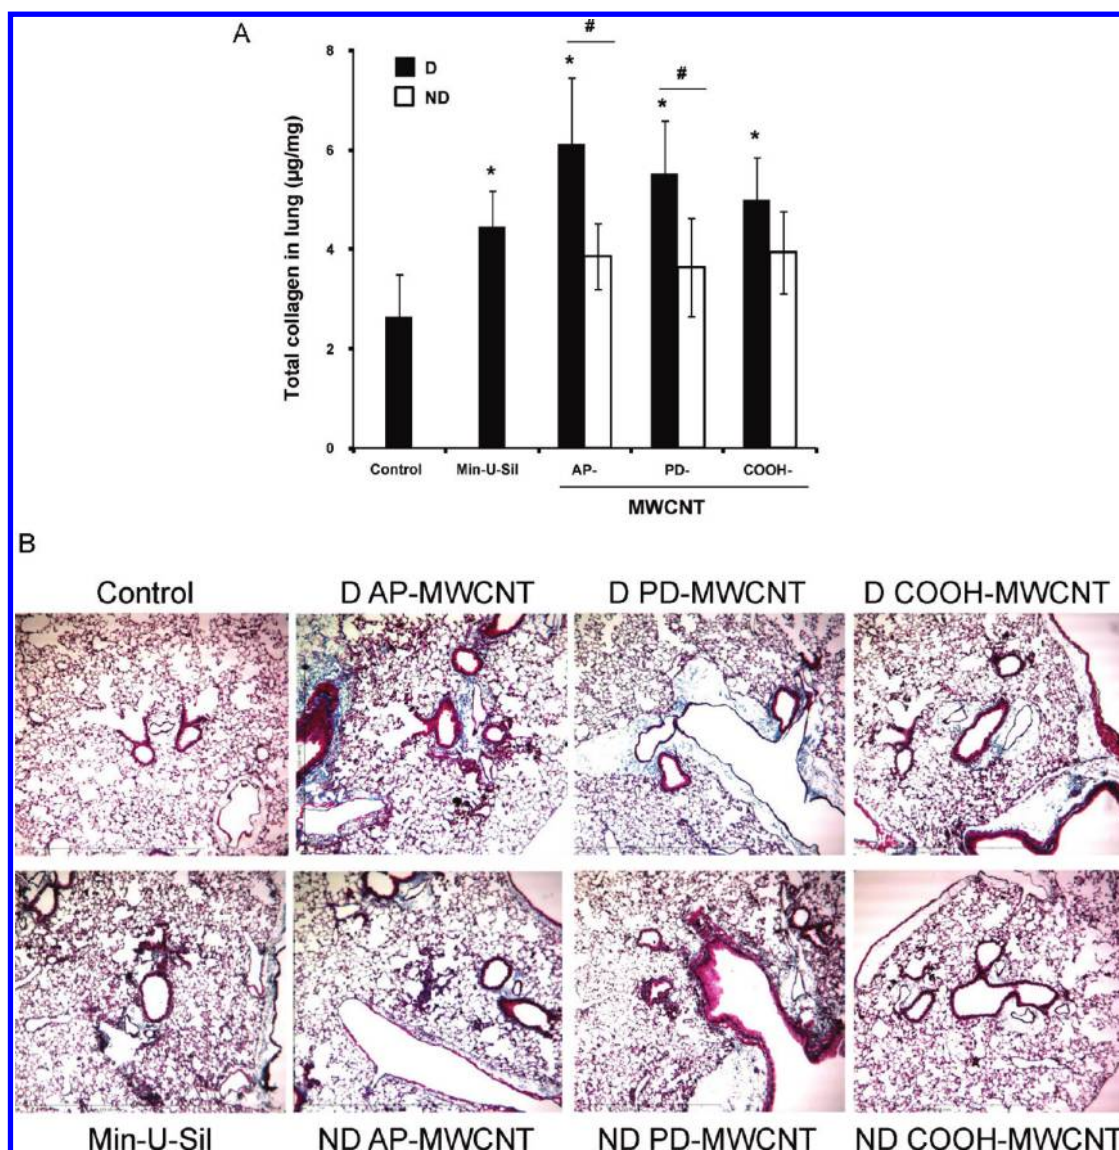 A
#
8
D
ND
*
#
*
*
*
6
4
2
0
Total collagen in lung (µg/mg)
Control Min-U-Sil AP- PD- COOH-
MWCNT
B
Control D AP-MWCNT D PD-MWCNT D COOH-MWCNT
Min-U-Sil ND AP-MWCNT ND PD-MWCNT ND COOH-MWCNT